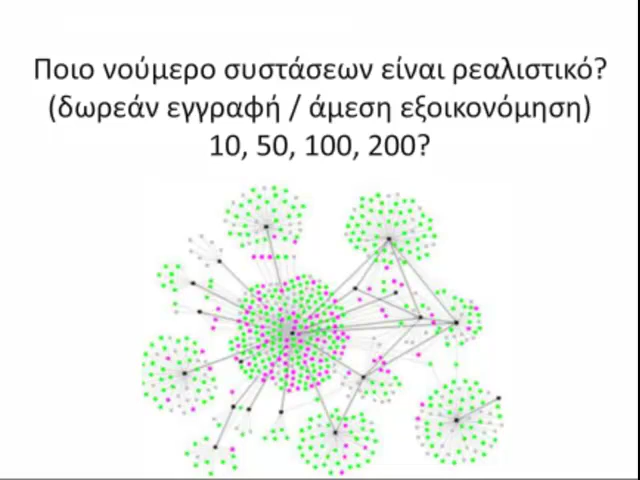 Ποιο νούμερο συστάσεων είναι ρεαλιστικό?
(δωρεάν εγγραφή / άμεση εξοικονόμηση)
10, 50, 100, 200?